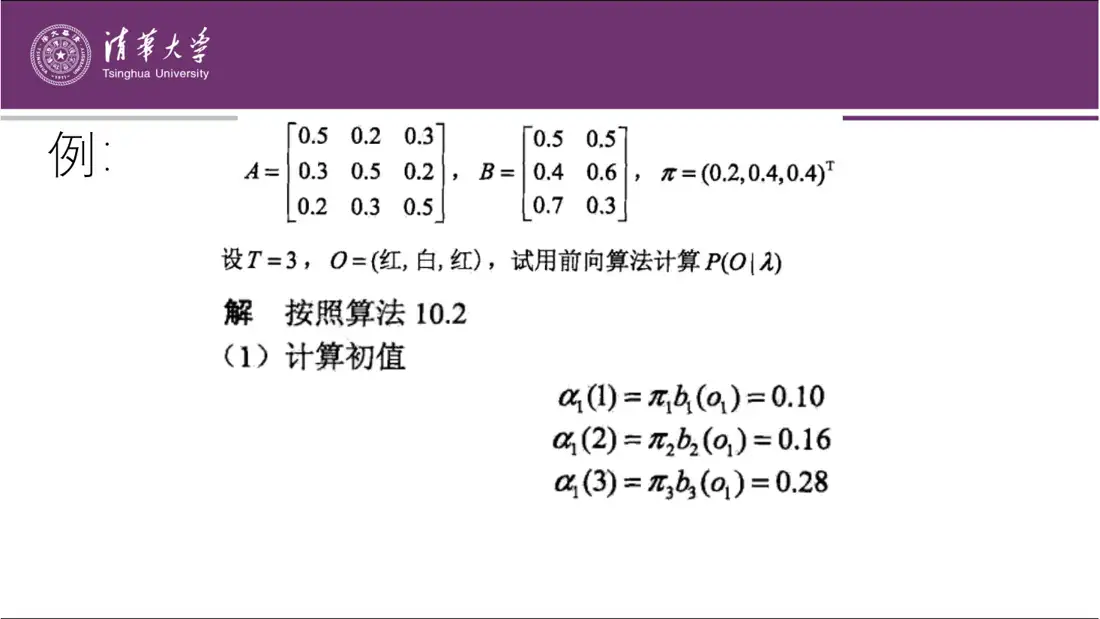 清华大学
Tsinghua University
例：
A = [0.5 0.2 0.3; 0.3 0.5 0.2; 0.2 0.3 0.5]，B = [0.5 0.5; 0.4 0.6; 0.7 0.3]，π = (0.2,0.4,0.4)^T
设 T = 3，O = (红, 白, 红)，试用前向算法计算 P(O | λ)
解 按照算法 10.2
（1）计算初值
α₁(1) = π₁b₁(o₁) = 0.10
α₁(2) = π₂b₂(o₁) = 0.16
α₁(3) = π₃b₃(o₁) = 0.28